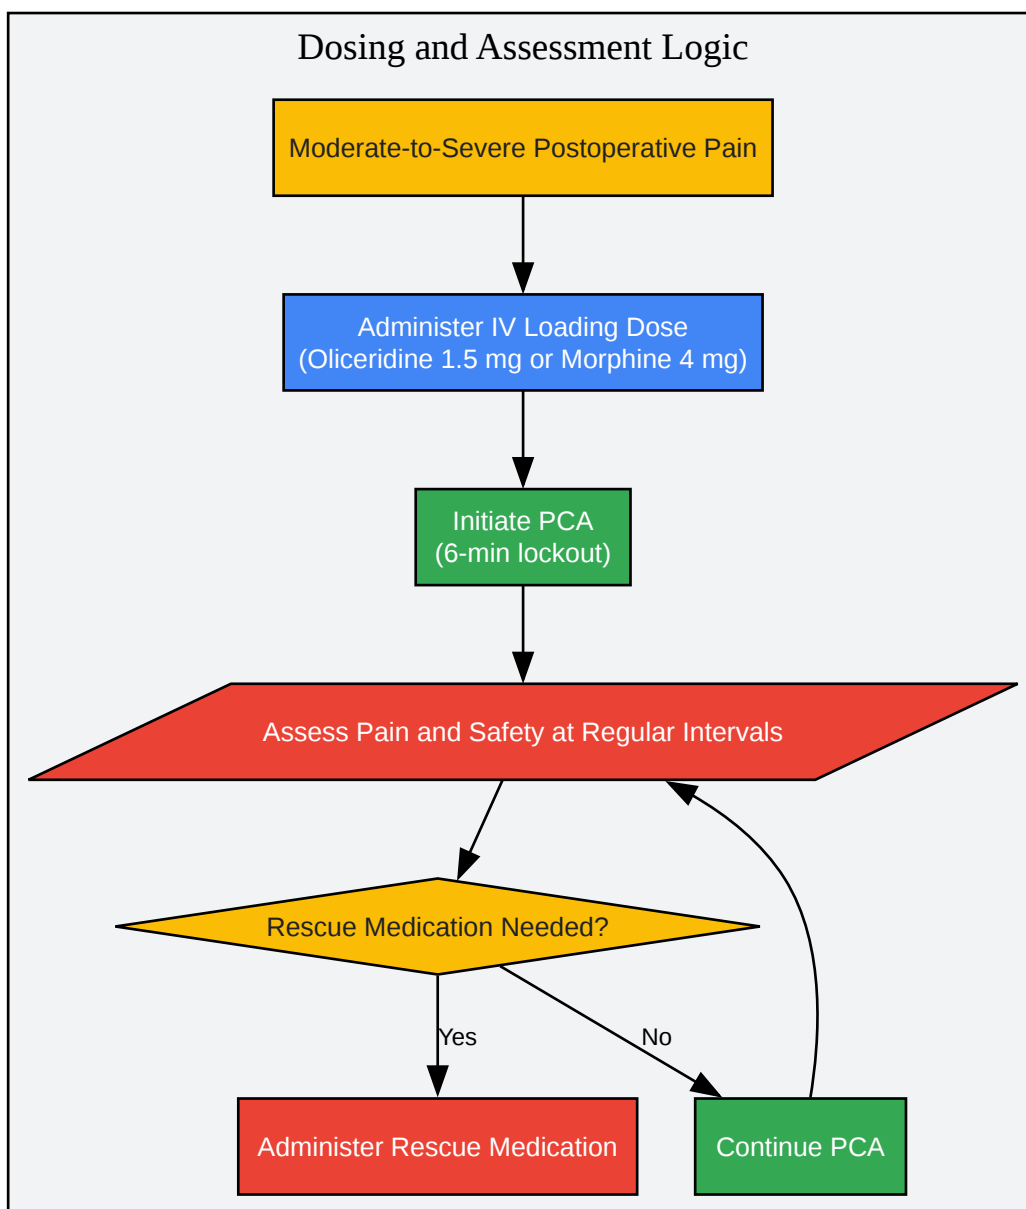 Dosing and Assessment Logic
Moderate-to-Severe Postoperative Pain
Administer IV Loading Dose
(Oliceridine 1.5 mg or Morphine 4 mg)
Initiate PCA
(6-min lockout)
Assess Pain and Safety at Regular Intervals
Rescue Medication Needed?
Yes
No
Administer Rescue Medication
Continue PCA